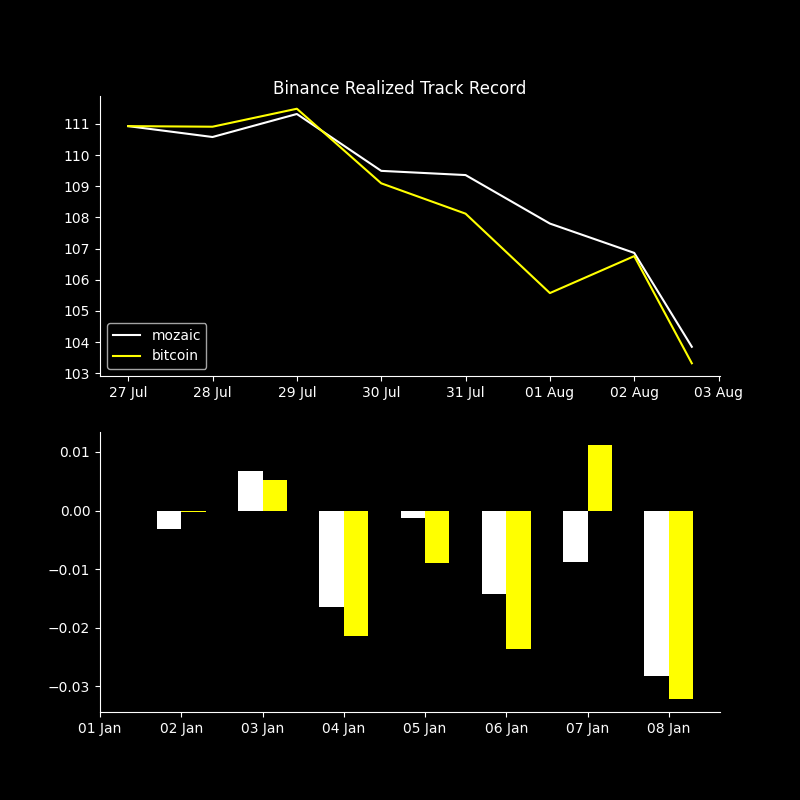 Binance Realized Track Record
111
110
109
108
107
106
105
104
103
mozaic
bitcoin
27 Jul 28 Jul 29 Jul 30 Jul 31 Jul 01 Aug 02 Aug 03 Aug
0.01
0.00
−0.01
−0.02
−0.03
01 Jan 02 Jan 03 Jan 04 Jan 05 Jan 06 Jan 07 Jan 08 Jan